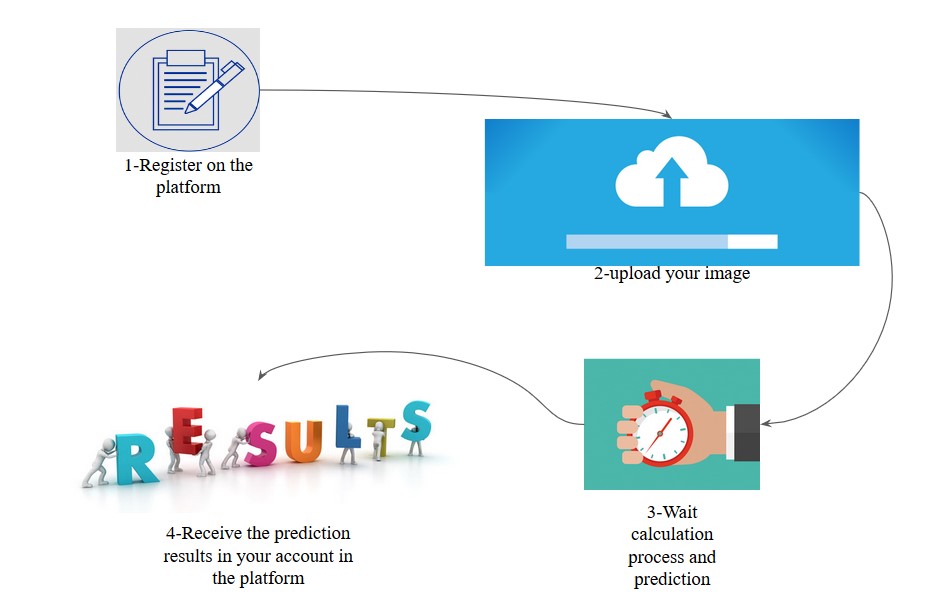 1-Register on the
platform
2-upload your image
3-Wait
calculation
process and
prediction
RESULTS
4-Receive the prediction
results in your account in
the platform